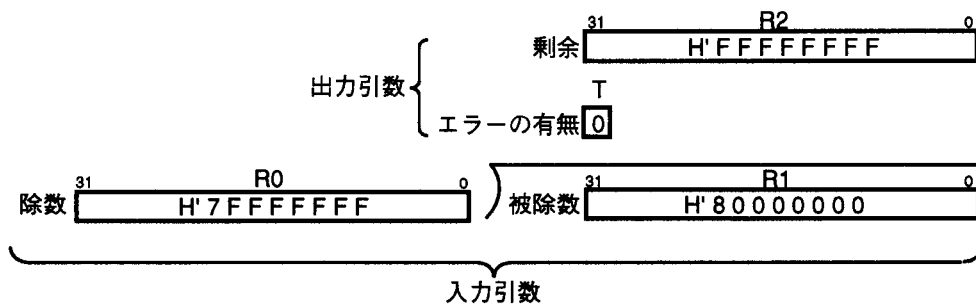 31 R2 0
剰余 H'FFFFFFFF
出力引数
T
エラーの有無 0
31 R0 0
除数 H'7FFFFFFF
31 R1 0
被除数 H'80000000
入力引数